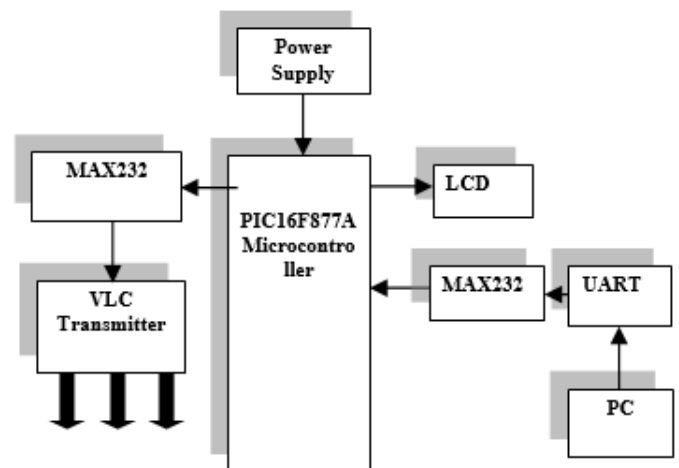 Power
Supply
MAX232
PIC16F877A
Microcontro
ller
LCD
MAX232
UART
VLC
Transmitter
PC